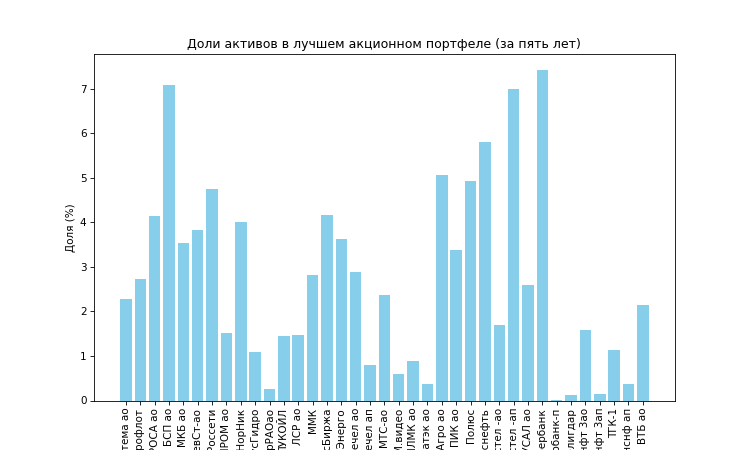 Доли активов в лучшем акционном портфеле (за пять лет)
Доля (%)
7
6
5
4
3
2
1
0
тема ао
рофлот
РОСА ао
БСП ао
МКБ ао
евСт-ао
Россети
ПРОМ ао
НорНик
сГидро
рРАОао
ЛУКОЙЛ
ЛСР ао
ММК
сБиржа
Энерго
ечел ао
ечел ап
МТС-ао
М.видео
ЛМК ао
атэк ао
Агро ао
ПИК ао
Полюс
снефть
стел -ао
стел -ап
УСАЛ ао
ербанк
рбанк-п
лигдар
нфт 3ао
нфт 3ап
ТГК-1
нснф ап
ВТБ ао